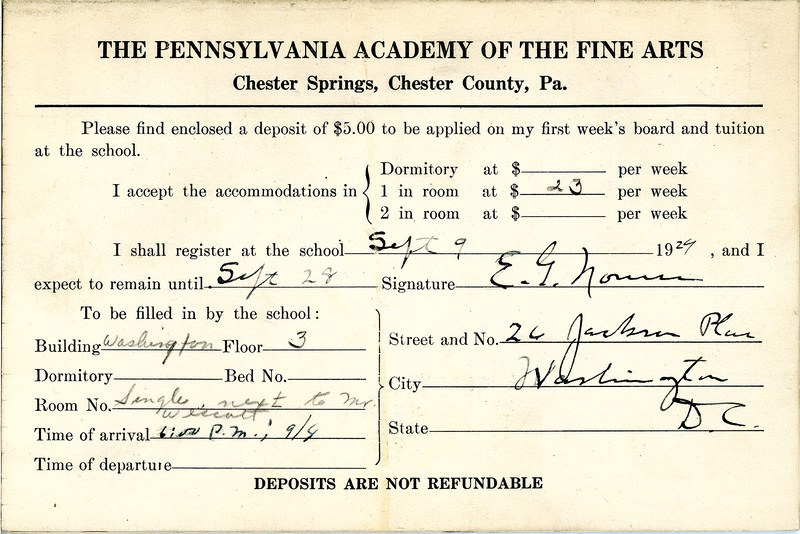 THE PENNSYLVANIA ACADEMY OF THE FINE ARTS
Chester Springs, Chester County, Pa.
Please find enclosed a deposit of $5.00 to be applied on my first week's board and tuition
at the school.
I accept the accommodations in
Dormitory at $ per week
1 in room at $ 23 per week
2 in room at $ per week
I shall register at the school Sept 9 1929, and I
expect to remain until Sept 28 Signature E. G.
To be filled in by the school:
Building Washington Floor 3
Dormitory Bed No.
Room No. Single, next to Mr.
Wescott
Time of arrival 6:00 P.M.; 9/9
Time of departure
Street and No. 26 Jackson Place
City Washington
State D.C.
DEPOSITS ARE NOT REFUNDABLE